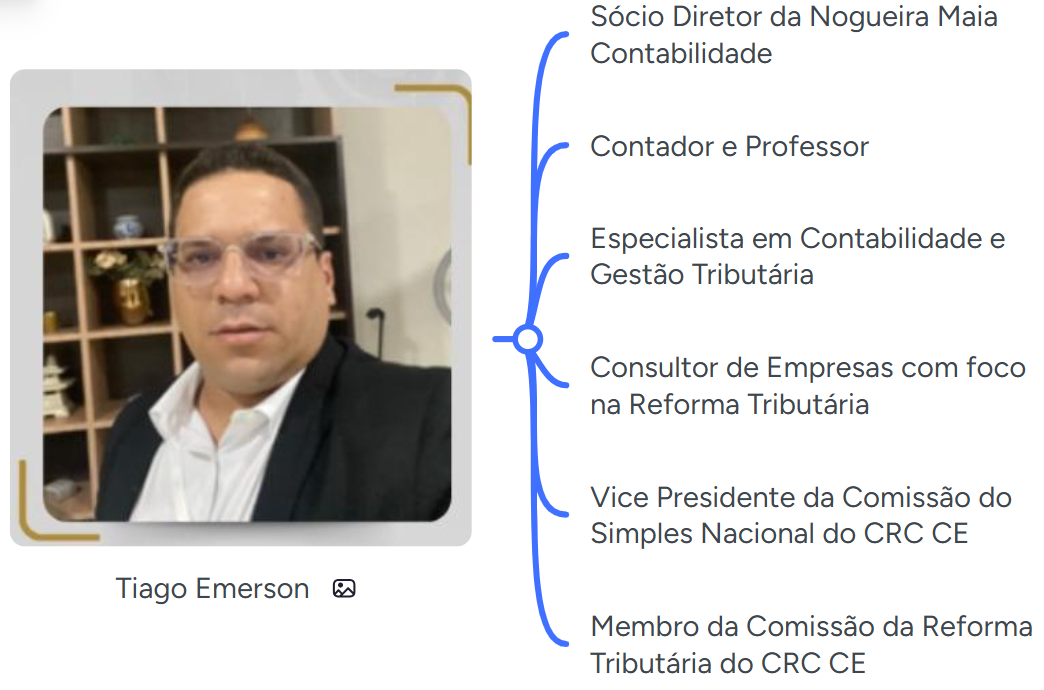 Sócio Diretor da Nogueira Maia
Contabilidade
Contador e Professor
Especialista em Contabilidade e
Gestão Tributária
Consultor de Empresas com foco
na Reforma Tributária
Vice Presidente da Comissão do
Simples Nacional do CRC CE
Membro da Comissão da Reforma
Tributária do CRC CE
Tiago Emerson